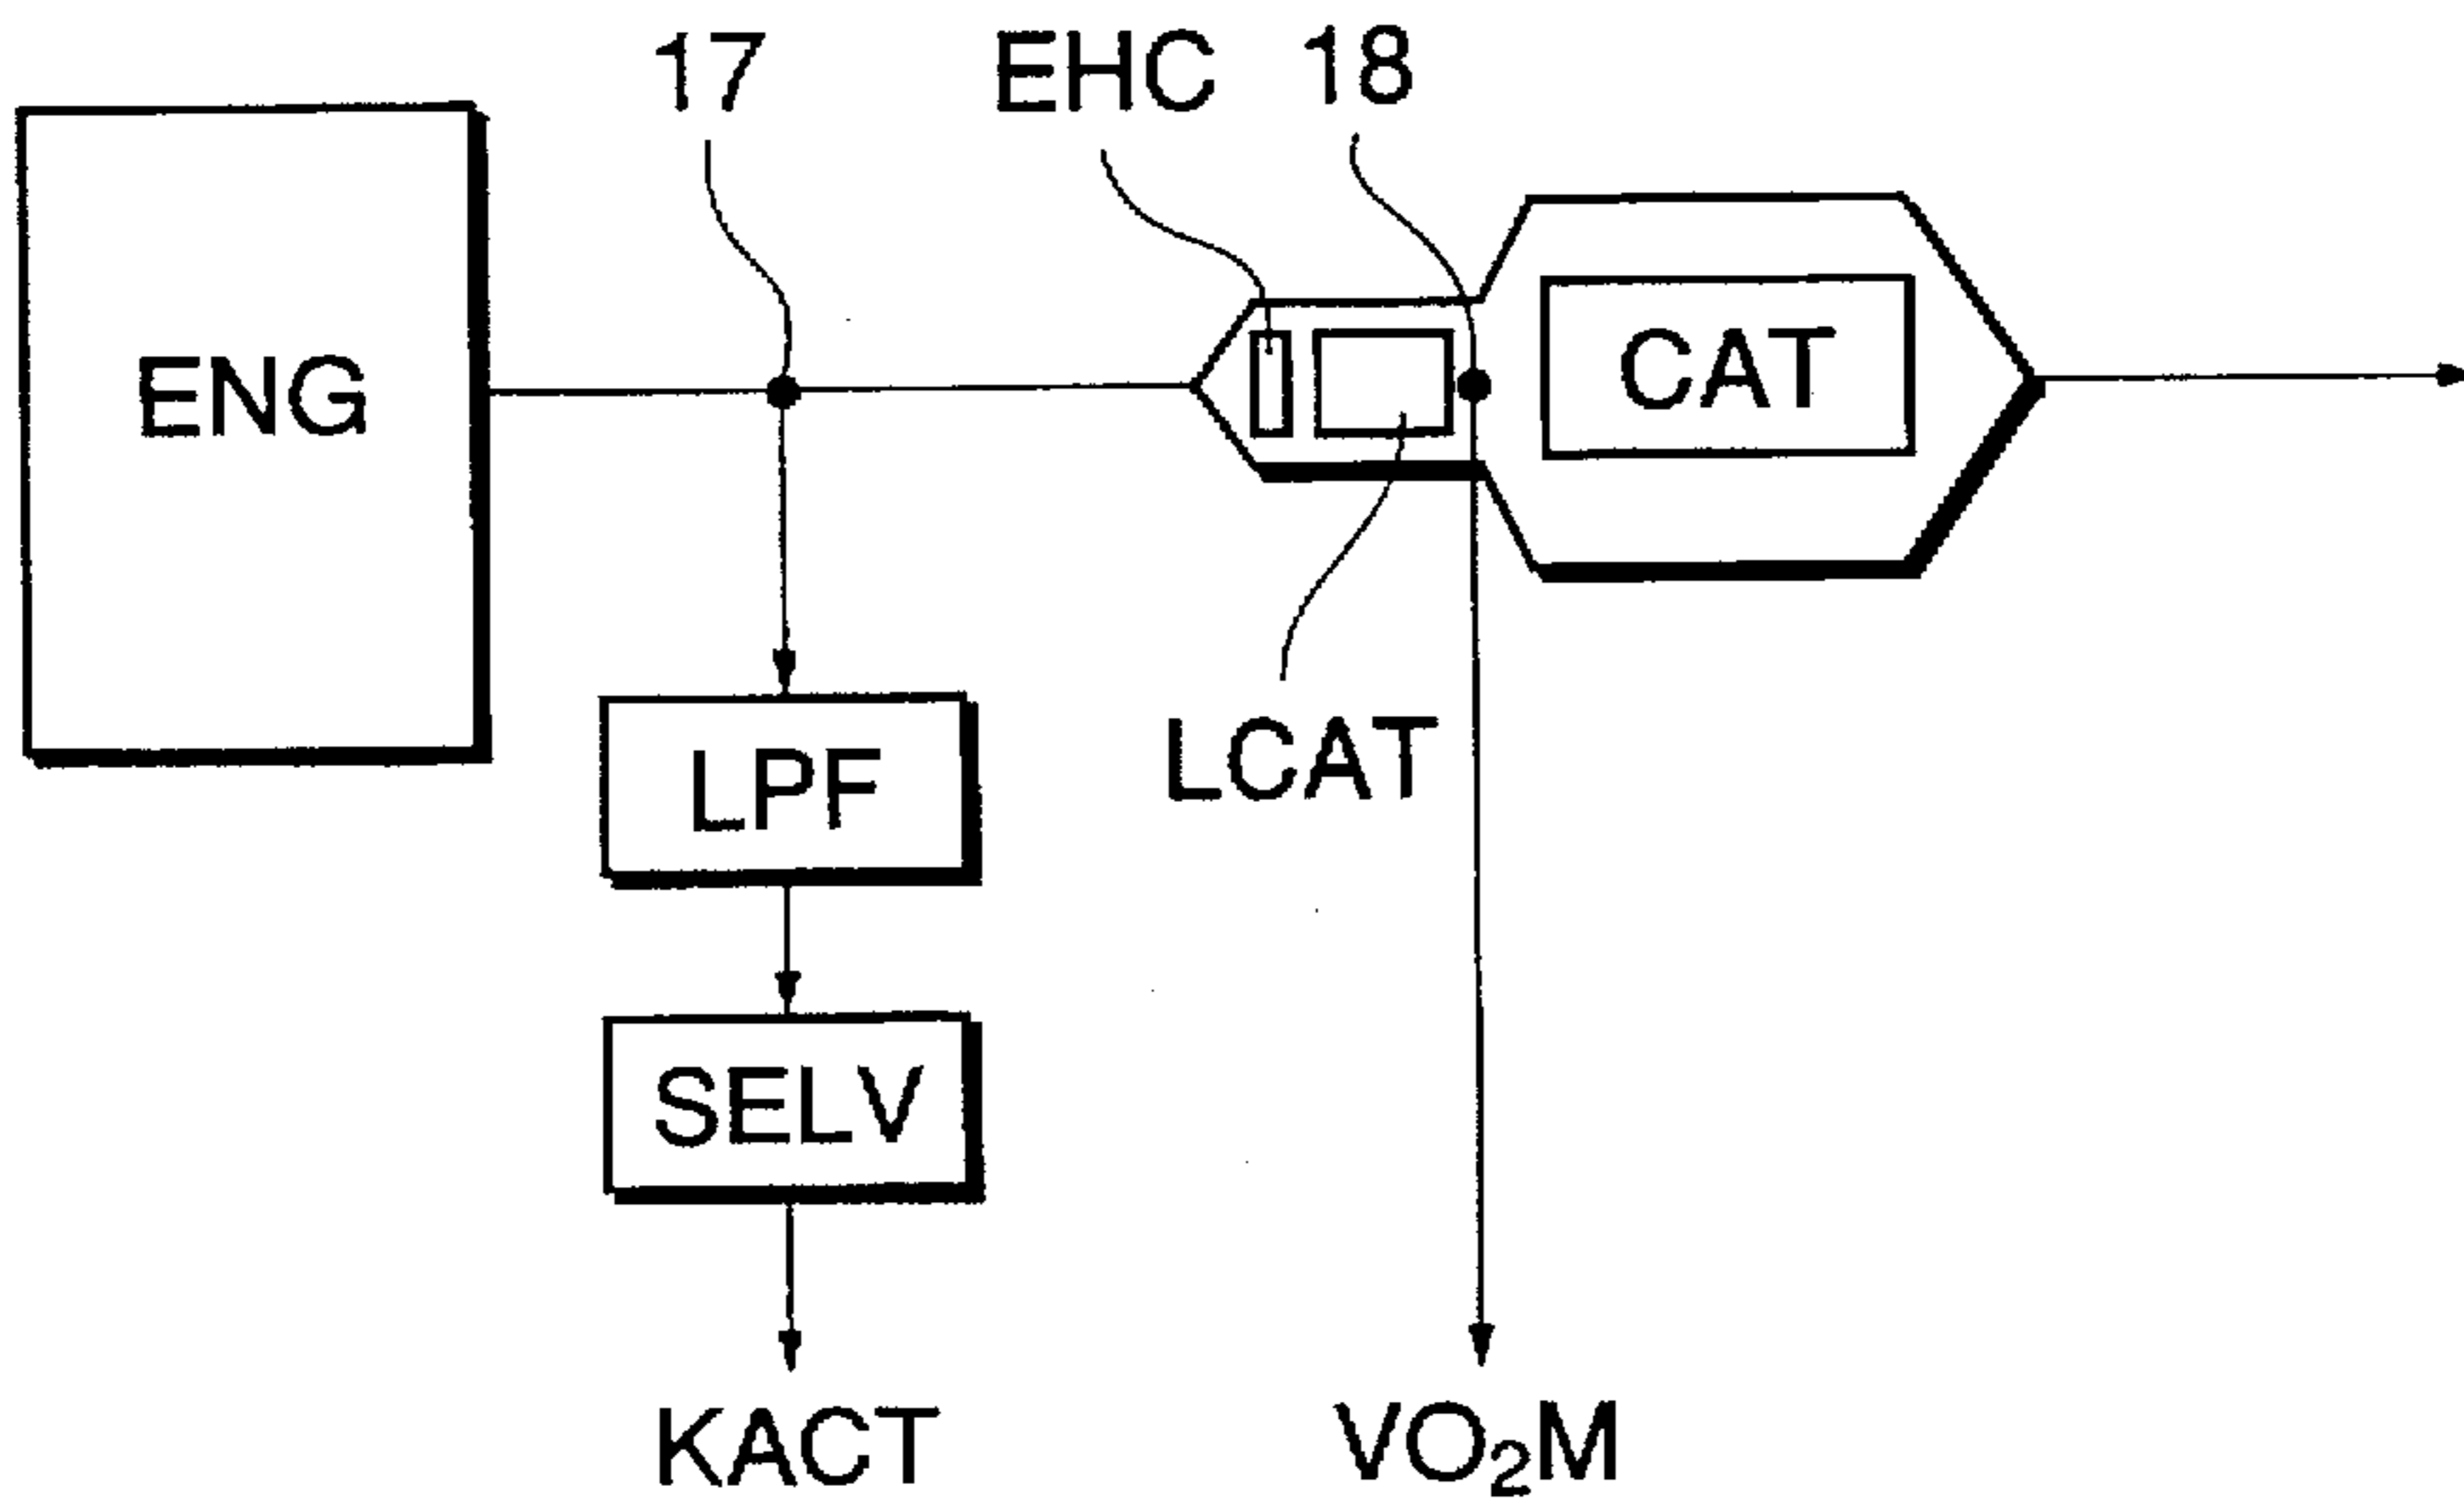 17
EHC
18
ENG
CAT
LPF
LCAT
SELV
KACT
VO₂M